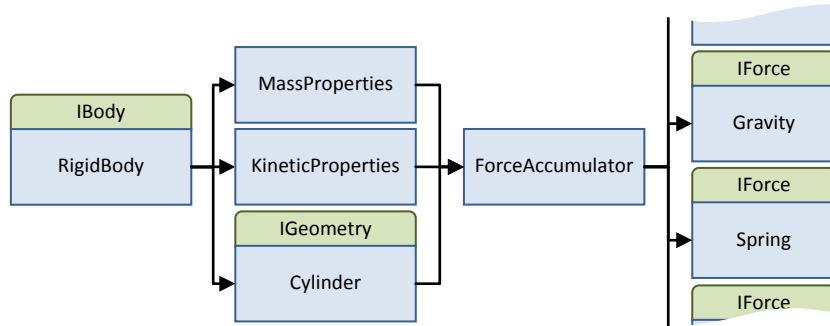 IBody
RigidBody
MassProperties
KineticProperties
IGeometry
Cylinder
ForceAccumulator
IForce
Gravity
IForce
Spring
IForce